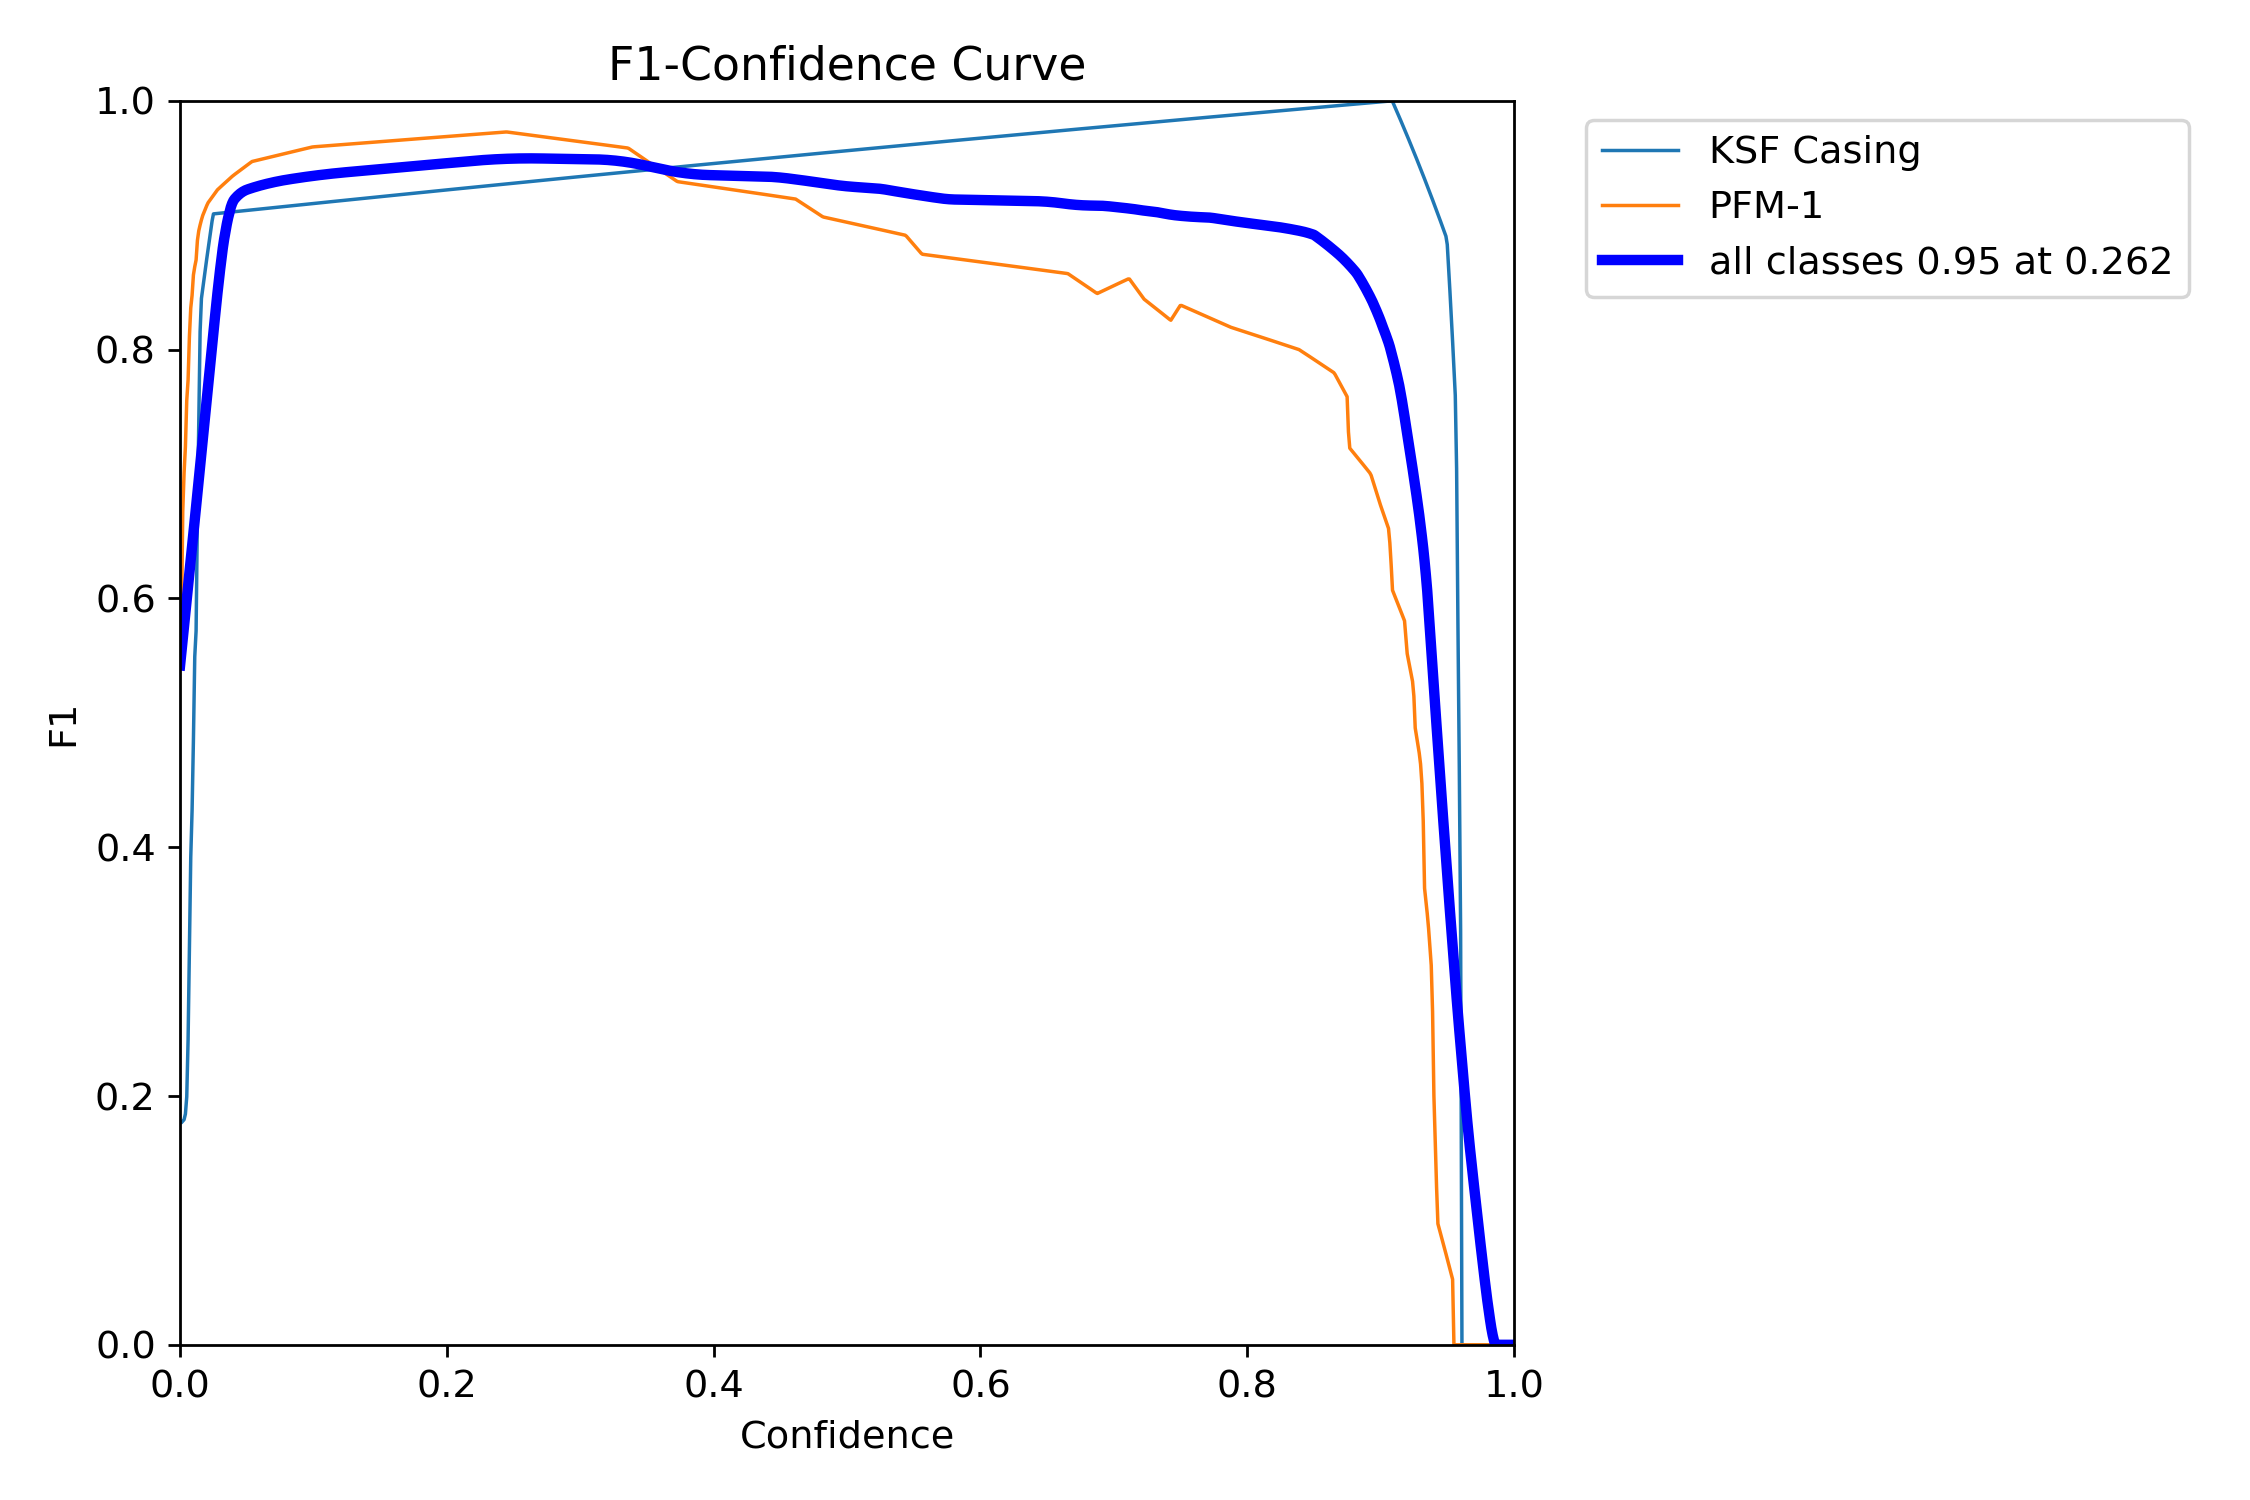 F1-Confidence Curve
KSF Casing
PFM-1
all classes 0.95 at 0.262
1.0
0.8
0.6
0.4
0.2
0.0
F1
0.0 0.2 0.4 0.6 0.8 1.0
Confidence